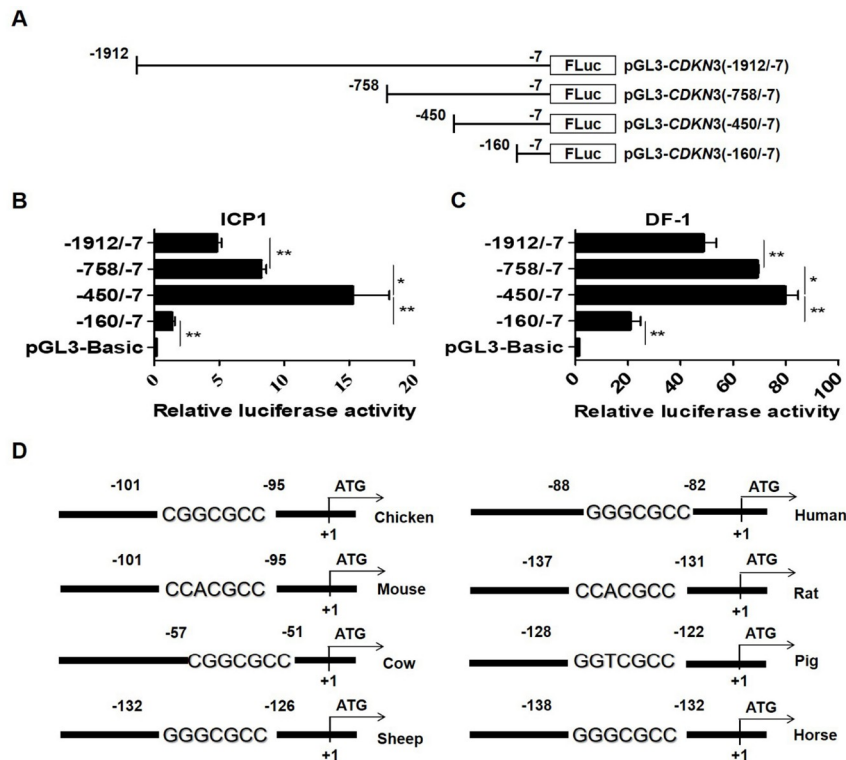 A
-1912 -7 FLuc pGL3-CDKN3(-1912/-7)
-758 -7 FLuc pGL3-CDKN3(-758/-7)
-450 -7 FLuc pGL3-CDKN3(-450/-7)
-160 -7 FLuc pGL3-CDKN3(-160/-7)
B
ICP1
-1912/-7
**
-758/-7
*
-450/-7
**
-160/-7
**
pGL3-Basic
0 5 10 15 20
Relative luciferase activity
C
DF-1
-1912/-7
**
-758/-7
*
-450/-7
**
-160/-7
**
pGL3-Basic
0 20 40 60 80 100
Relative luciferase activity
D
-101 -95 ATG
CGGCGCC Chicken
+1
-101 -95 ATG
CCACGCC Mouse
+1
-57 -51 ATG
CGGCGCC Cow
+1
-132 -126 ATG
GGGCGCC Sheep
+1
-88 -82 ATG
GGGCGCC Human
+1
-137 -131 ATG
CCACGCC Rat
+1
-128 -122 ATG
GGTCGCC Pig
+1
-138 -132 ATG
GGGCGCC Horse
+1